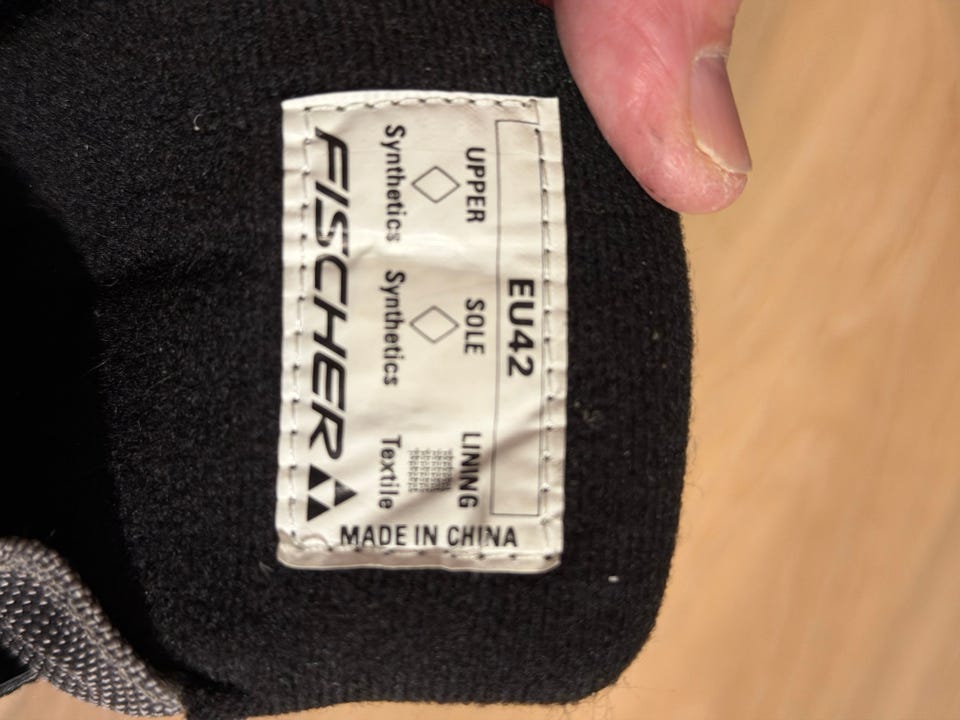 EU42
UPPER SOLE LINING
Synthetics Synthetics Textile
FISCHER
MADE IN CHINA